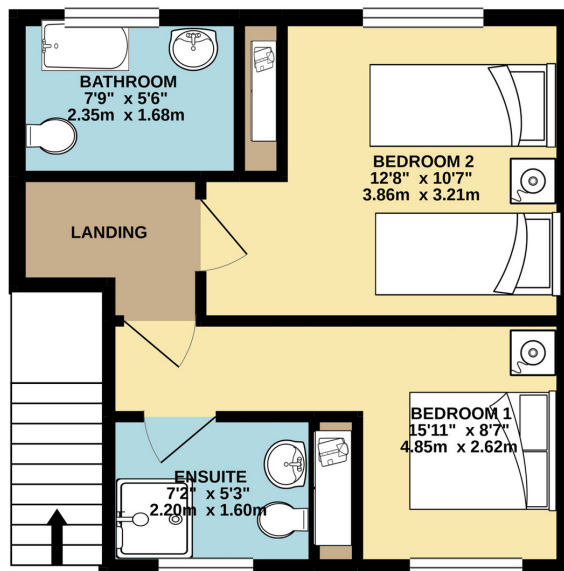 BATHROOM
7'9" x 5'6"
2.35m x 1.68m
BEDROOM 2
12'8" x 10'7"
3.86m x 3.21m
LANDING
BEDROOM 1
15'11" x 8'7"
4.85m x 2.62m
ENSUITE
7'2" x 5'3"
2.20m x 1.60m